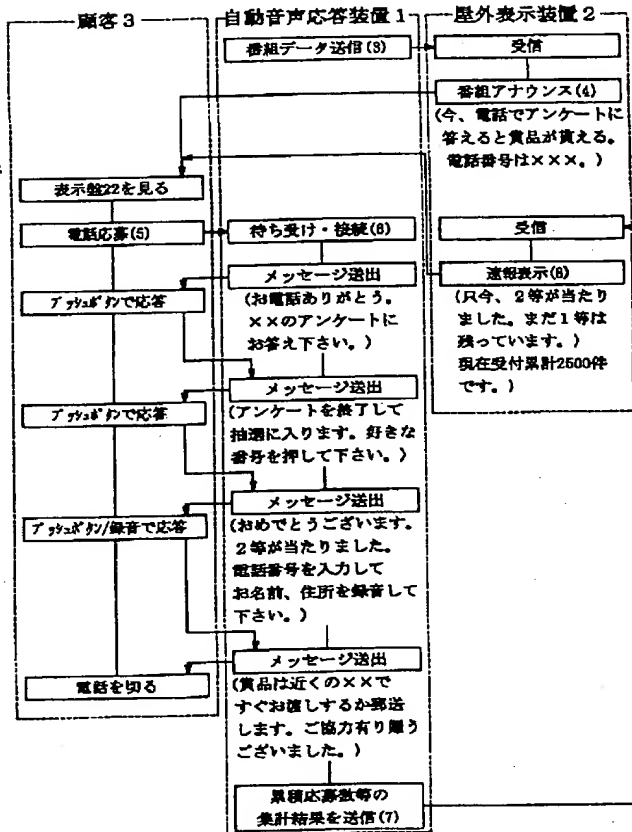 顧客3
自動音声応答装置1
屋外表示装置2
番組データ送信(3)
受信
番組アナウンス(4)
(今、電話でアンケートに
答えると賞品が貰える。
電話番号は×××。)
表示盤22を見る
電話応募(5)
待ち受け・接続(6)
受信
メッセージ送出
速報表示(8)
プッシュボタンで応答
(お電話ありがとう。
××のアンケートに
お答え下さい。)
(只今、2等が当たり
ました。まだ1等は
残っています。)
現在受付累計2500件
です。)
メッセージ送出
プッシュボタンで応答
(アンケートを終了して
抽選に入ります。好きな
番号を押して下さい。)
メッセージ送出
プッシュボタン/録音で応答
(おめでとうございます。
2等が当たりました。
電話番号を入力して
お名前、住所を録音して
下さい。)
メッセージ送出
電話を切る
(賞品は近くの××で
すぐお渡しするか郵送
します。ご協力有り難う
ございました。)
累積応募数等の
集計結果を送信(7)